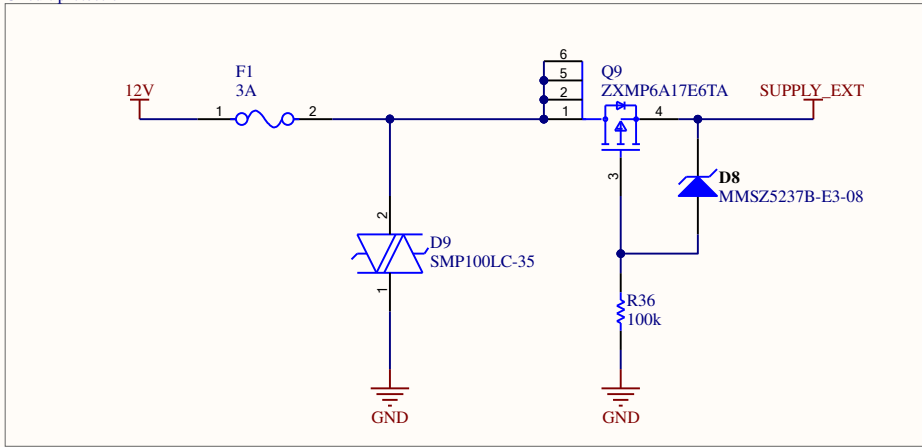 F1
3A
12V
1
2
6
5
2
1
Q9
ZXMP6A17E6TA
4
3
SUPPLY_EXT
D8
MMSZ5237B-E3-08
2
D9
SMP100LC-35
1
R36
100k
GND
GND